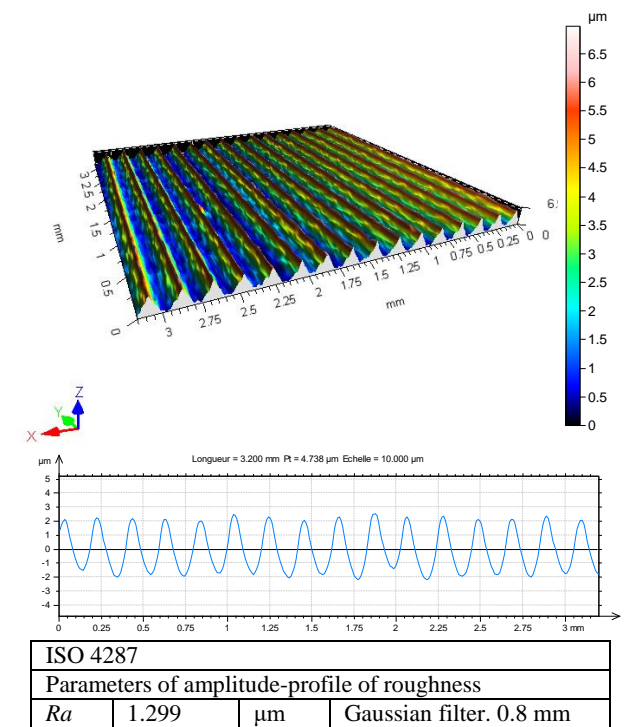 µm
6.5
6
5.5
5
4.5
4
3.5
3
2.5
2
1.5
1
0.5
0
mm
3 2.5 2 1.5 1 0.5 0
3 2.75 2.5 2.25 2 1.75 1.5 1.25 1 0.75 0.5 0.25 0
mm
6.
0
Z
Y
X
Longueur = 3.200 mm Pt = 4.738 µm Echelle = 10.000 µm
µm
5
4
3
2
1
0
-1
-2
-3
-4
0 0.25 0.5 0.75 1 1.25 1.5 1.75 2 2.25 2.5 2.75 3 mm
ISO 4287
Parameters of amplitude-profile of roughness
Ra 1.299 µm Gaussian filter. 0.8 mm